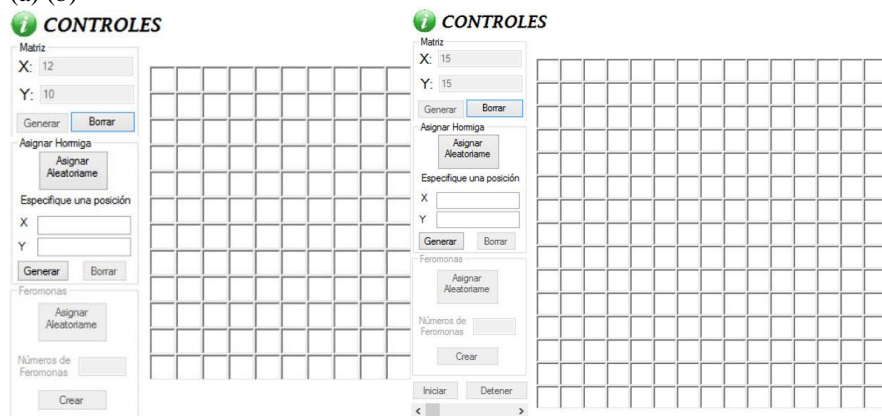 (a) (b)
CONTROLES
Matriz
X: 12
Y: 10
Generar Borrar
Asignar Hormiga
Asignar
Aleatoriame
Especifique una posición
X
Y
Generar Borrar
Feromonas
Asignar
Aleatoriame
Números de
Feromonas
Crear
CONTROLES
Matriz
X: 15
Y: 15
Generar Borrar
Asignar Hormiga
Asignar
Aleatoriame
Especifique una posición
X
Y
Generar Borrar
Feromonas
Asignar
Aleatoriame
Números de
Feromonas
Crear
Iniciar Detener